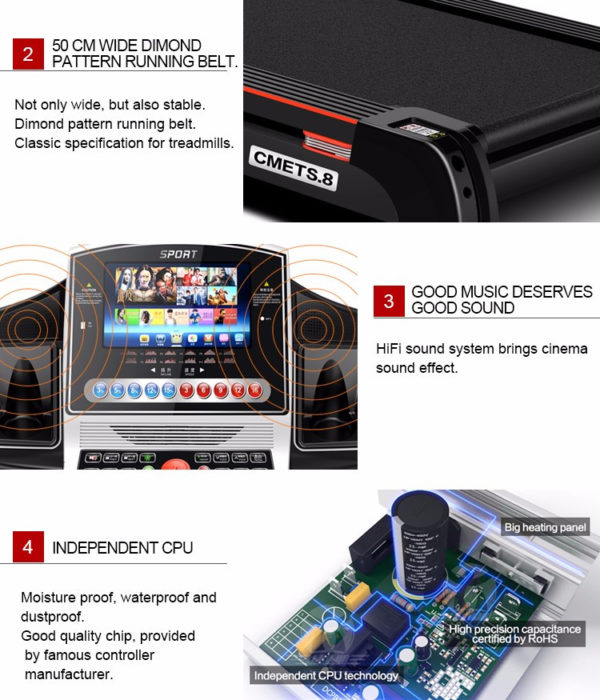 2
50 CM WIDE DIMOND
PATTERN RUNNING BELT.
Not only wide, but also stable.
Dimond pattern running belt.
Classic specification for treadmills.
CMETS.8
SPORT
3
GOOD MUSIC DESERVES
GOOD SOUND
HiFi sound system brings cinema
sound effect.
4
INDEPENDENT CPU
Moisture proof, waterproof and
dustproof.
Good quality chip, provided
by famous controller
manufacturer.
Big heating panel
High precision capacitance
certified by RoHS
Independent CPU technology